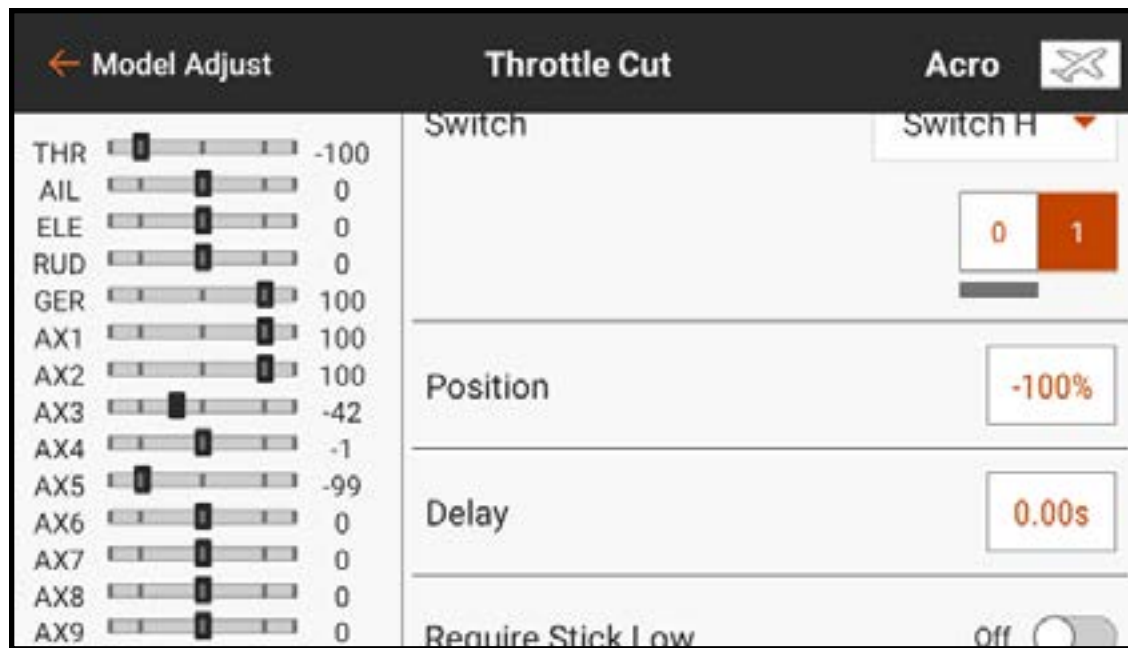 ← Model Adjust Throttle Cut Acro
THR -100
AIL 0
ELE 0
RUD 0
GER 100
AX1 100
AX2 100
AX3 -42
AX4 -1
AX5 -99
AX6 0
AX7 0
AX8 0
AX9 0
Switch Switch H
0 1
Position -100%
Delay 0.00s
Require Stick Low Off